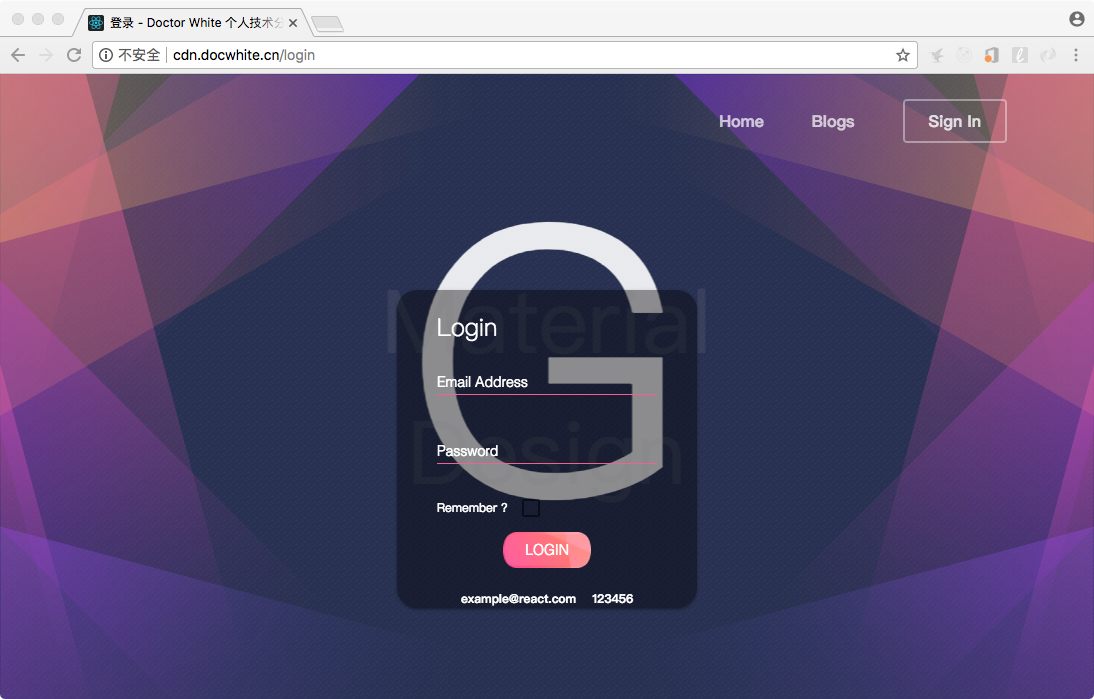 登录 - Doctor White 个人技术分
不安全 cdn.docwhite.cn/login
Home Blogs Sign In
G
Material
Design
Login
Email Address
Password
Remember ?
LOGIN
example@react.com 123456